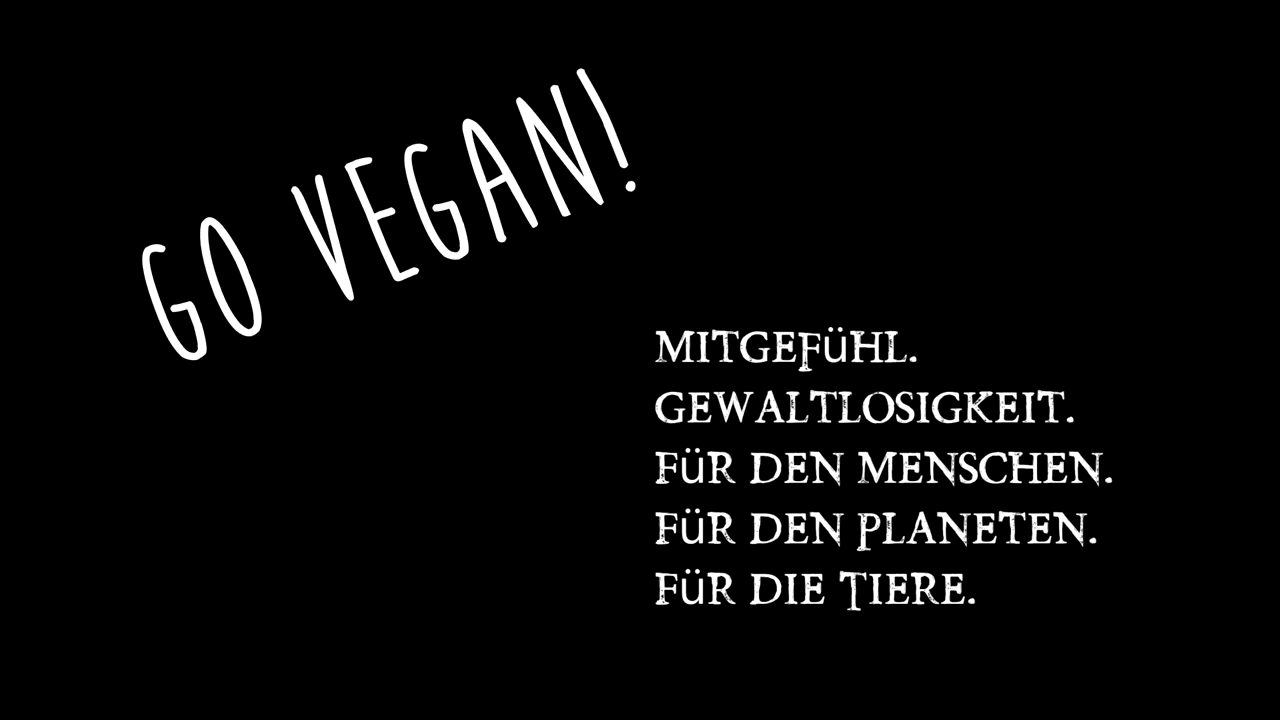 GO VEGAN!
MITGEFÜHL.
GEWALTLOSIGKEIT.
FÜR DEN MENSCHEN.
FÜR DEN PLANETEN.
FÜR DIE TIERE.